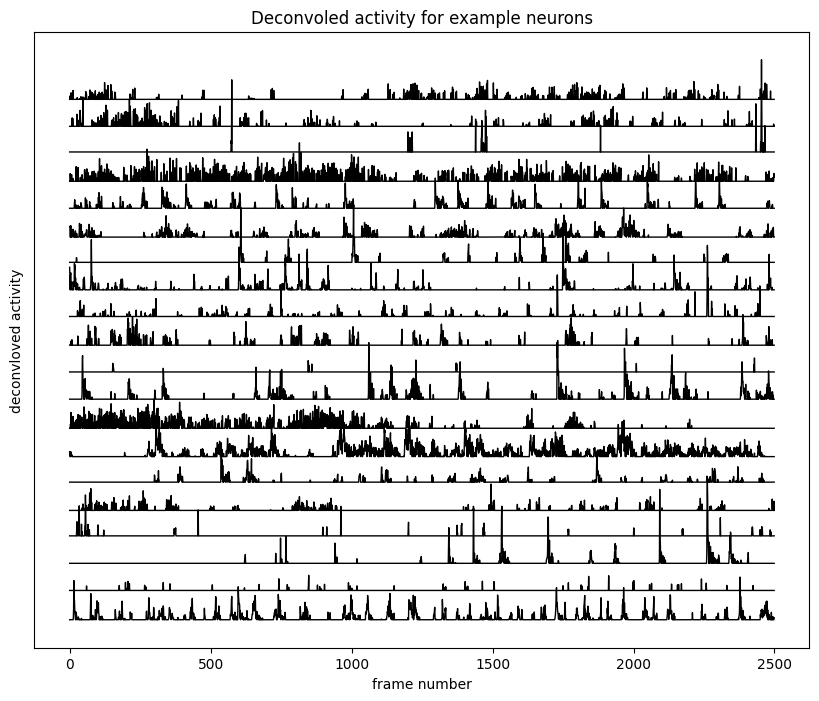 Deconvoled activity for example neurons
deconvloved activity
0 500 1000 1500 2000 2500
frame number